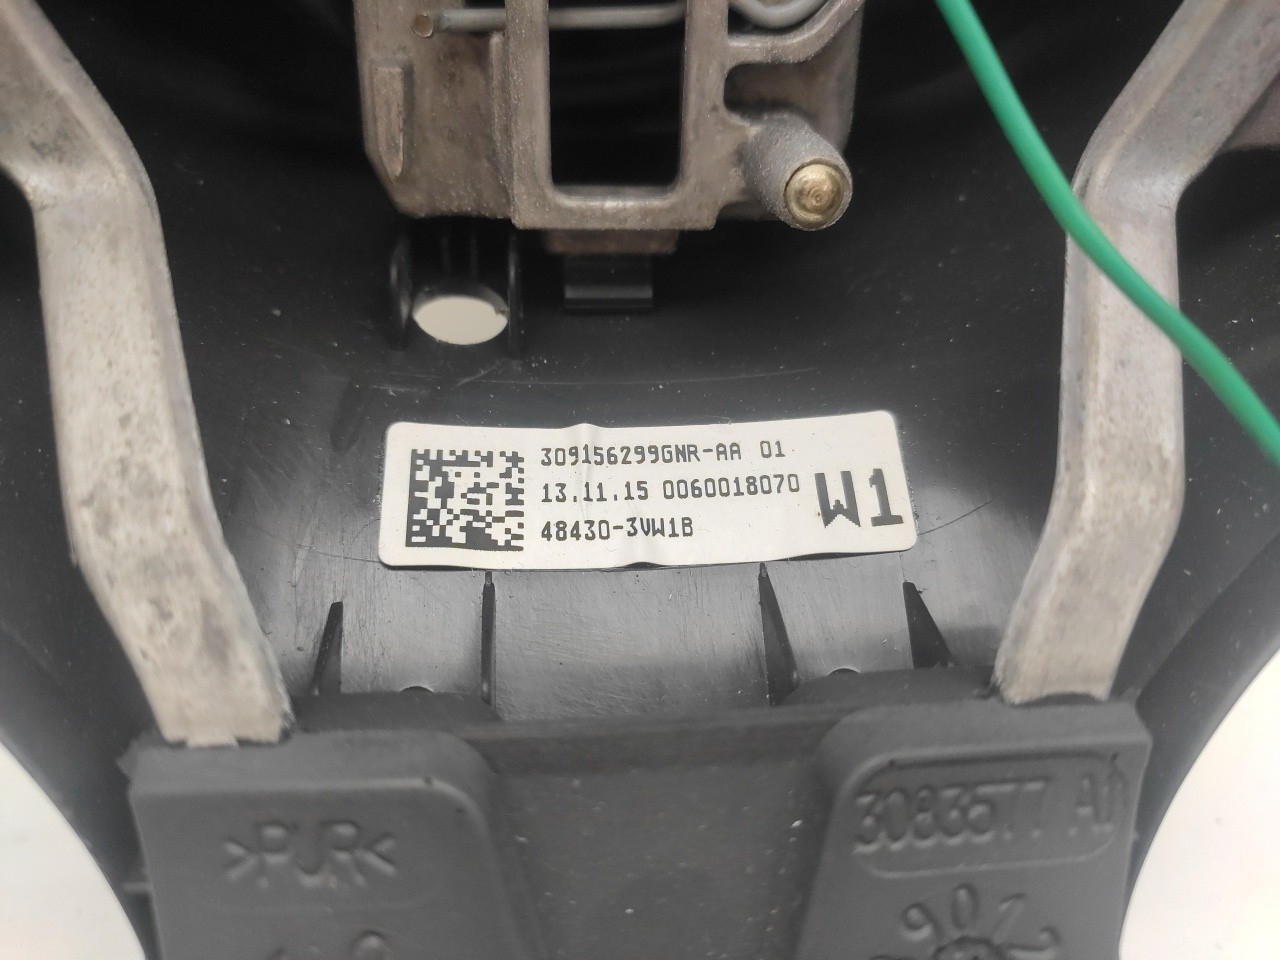 309156299GNR-AA 01
13.11.15 0060018070
48430-3VW1B
W1
>PUR<
3083577 A